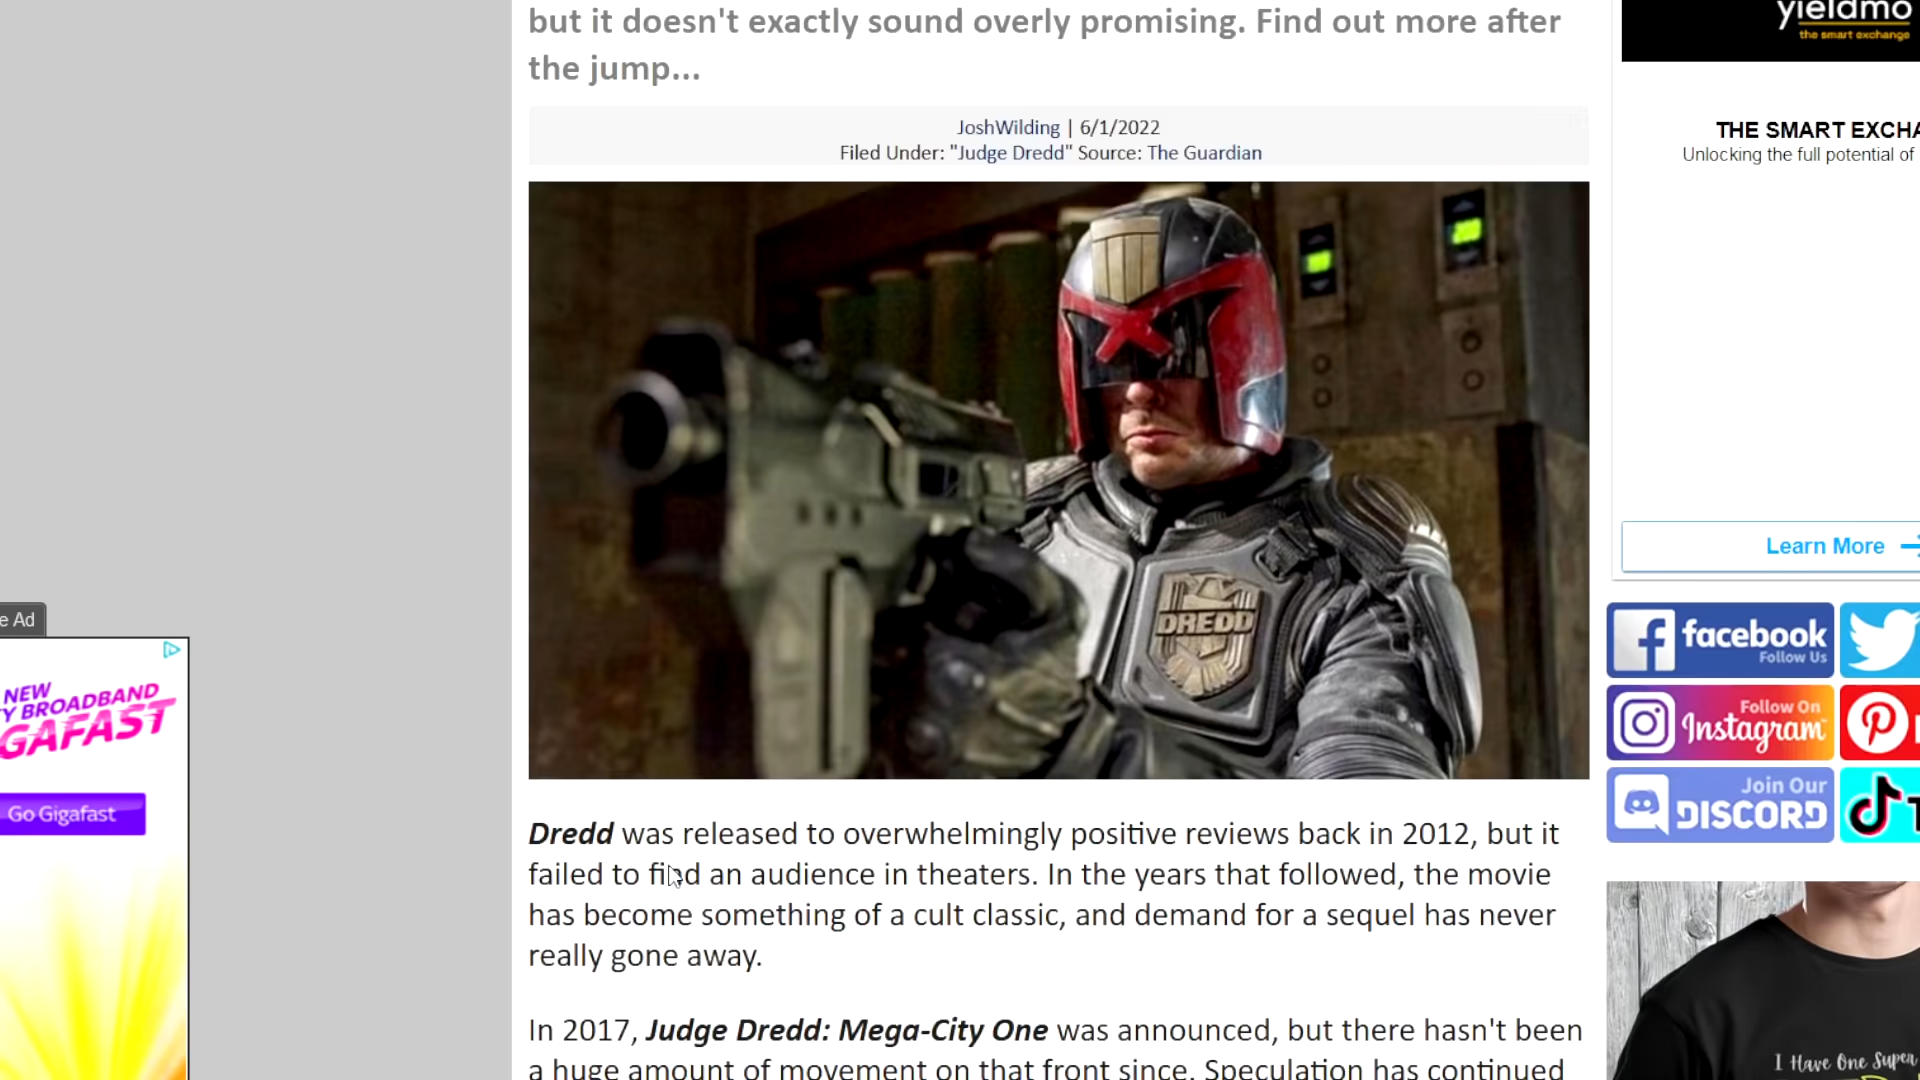 but it doesn't exactly sound overly promising. Find out more after
the jump...
JoshWilding | 6/1/2022
Filed Under: "Judge Dredd" Source: The Guardian
DREDD
Dredd was released to overwhelmingly positive reviews back in 2012, but it
failed to find an audience in theaters. In the years that followed, the movie
has become something of a cult classic, and demand for a sequel has never
really gone away.
In 2017, Judge Dredd: Mega-City One was announced, but there hasn't been
a huge amount of movement on that front since. Speculation has continued
e Ad
NEW
Y BROADBAND
GAFAST
Go Gigafast
yieldmo
the smart exchange
THE SMART EXCHA
Unlocking the full potential of
Learn More
facebook
Follow Us
Follow On
Instagram
Join Our
DISCORD
T
I Have One Super